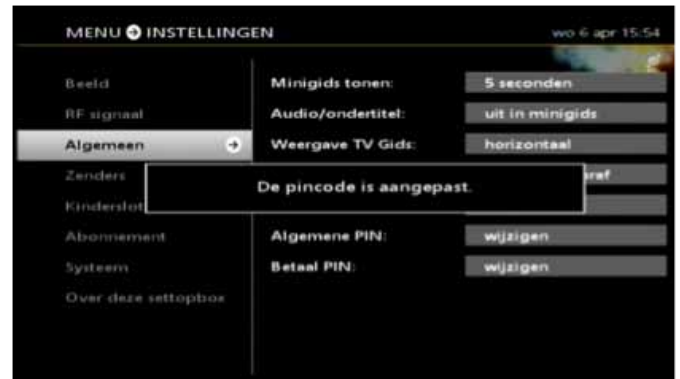 MENU INSTELLINGEN wo 6 apr 15:54
Beeld Minigids tonen: 5 seconden
RF signaal Audio/ondertitel: uit in minigids
Algemeen Weergave TV Gids: horizontaal
Zenders
De pincode is aangepast.
Kinderslot
Abonnement Algemene PIN: wijzigen
Systeem Betaal PIN: wijzigen
Over deze settopbox